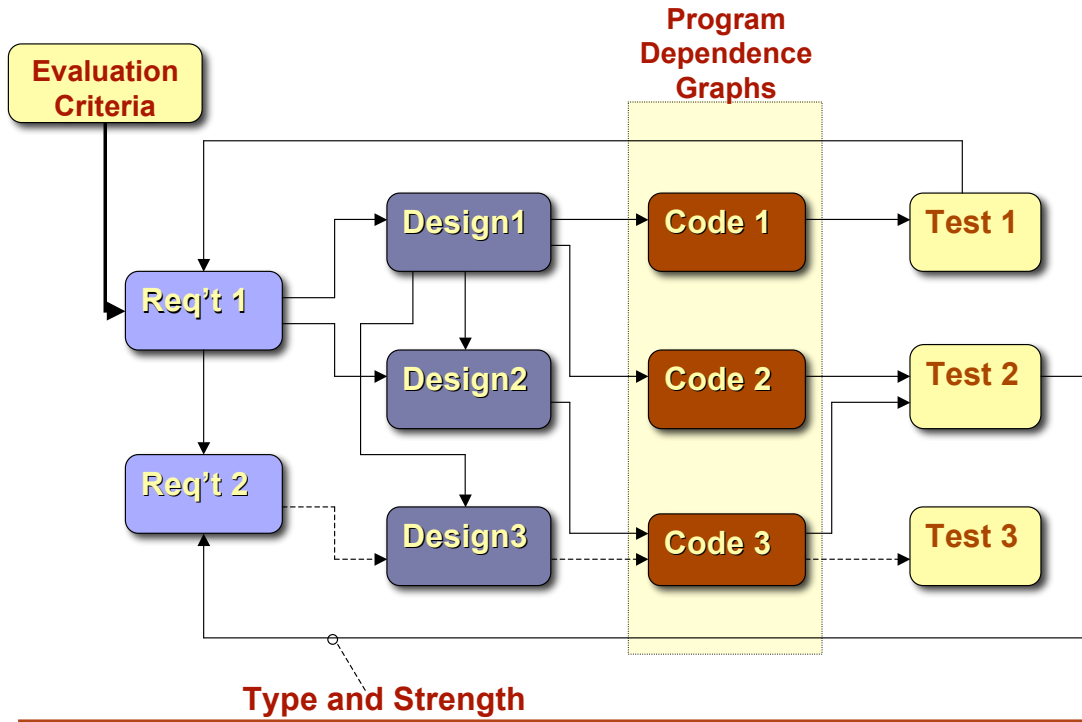 Program
Dependence
Graphs
Evaluation
Criteria
Design1
Code 1
Test 1
Req’t 1
Design2
Code 2
Test 2
Req’t 2
Design3
Code 3
Test 3
Type and Strength